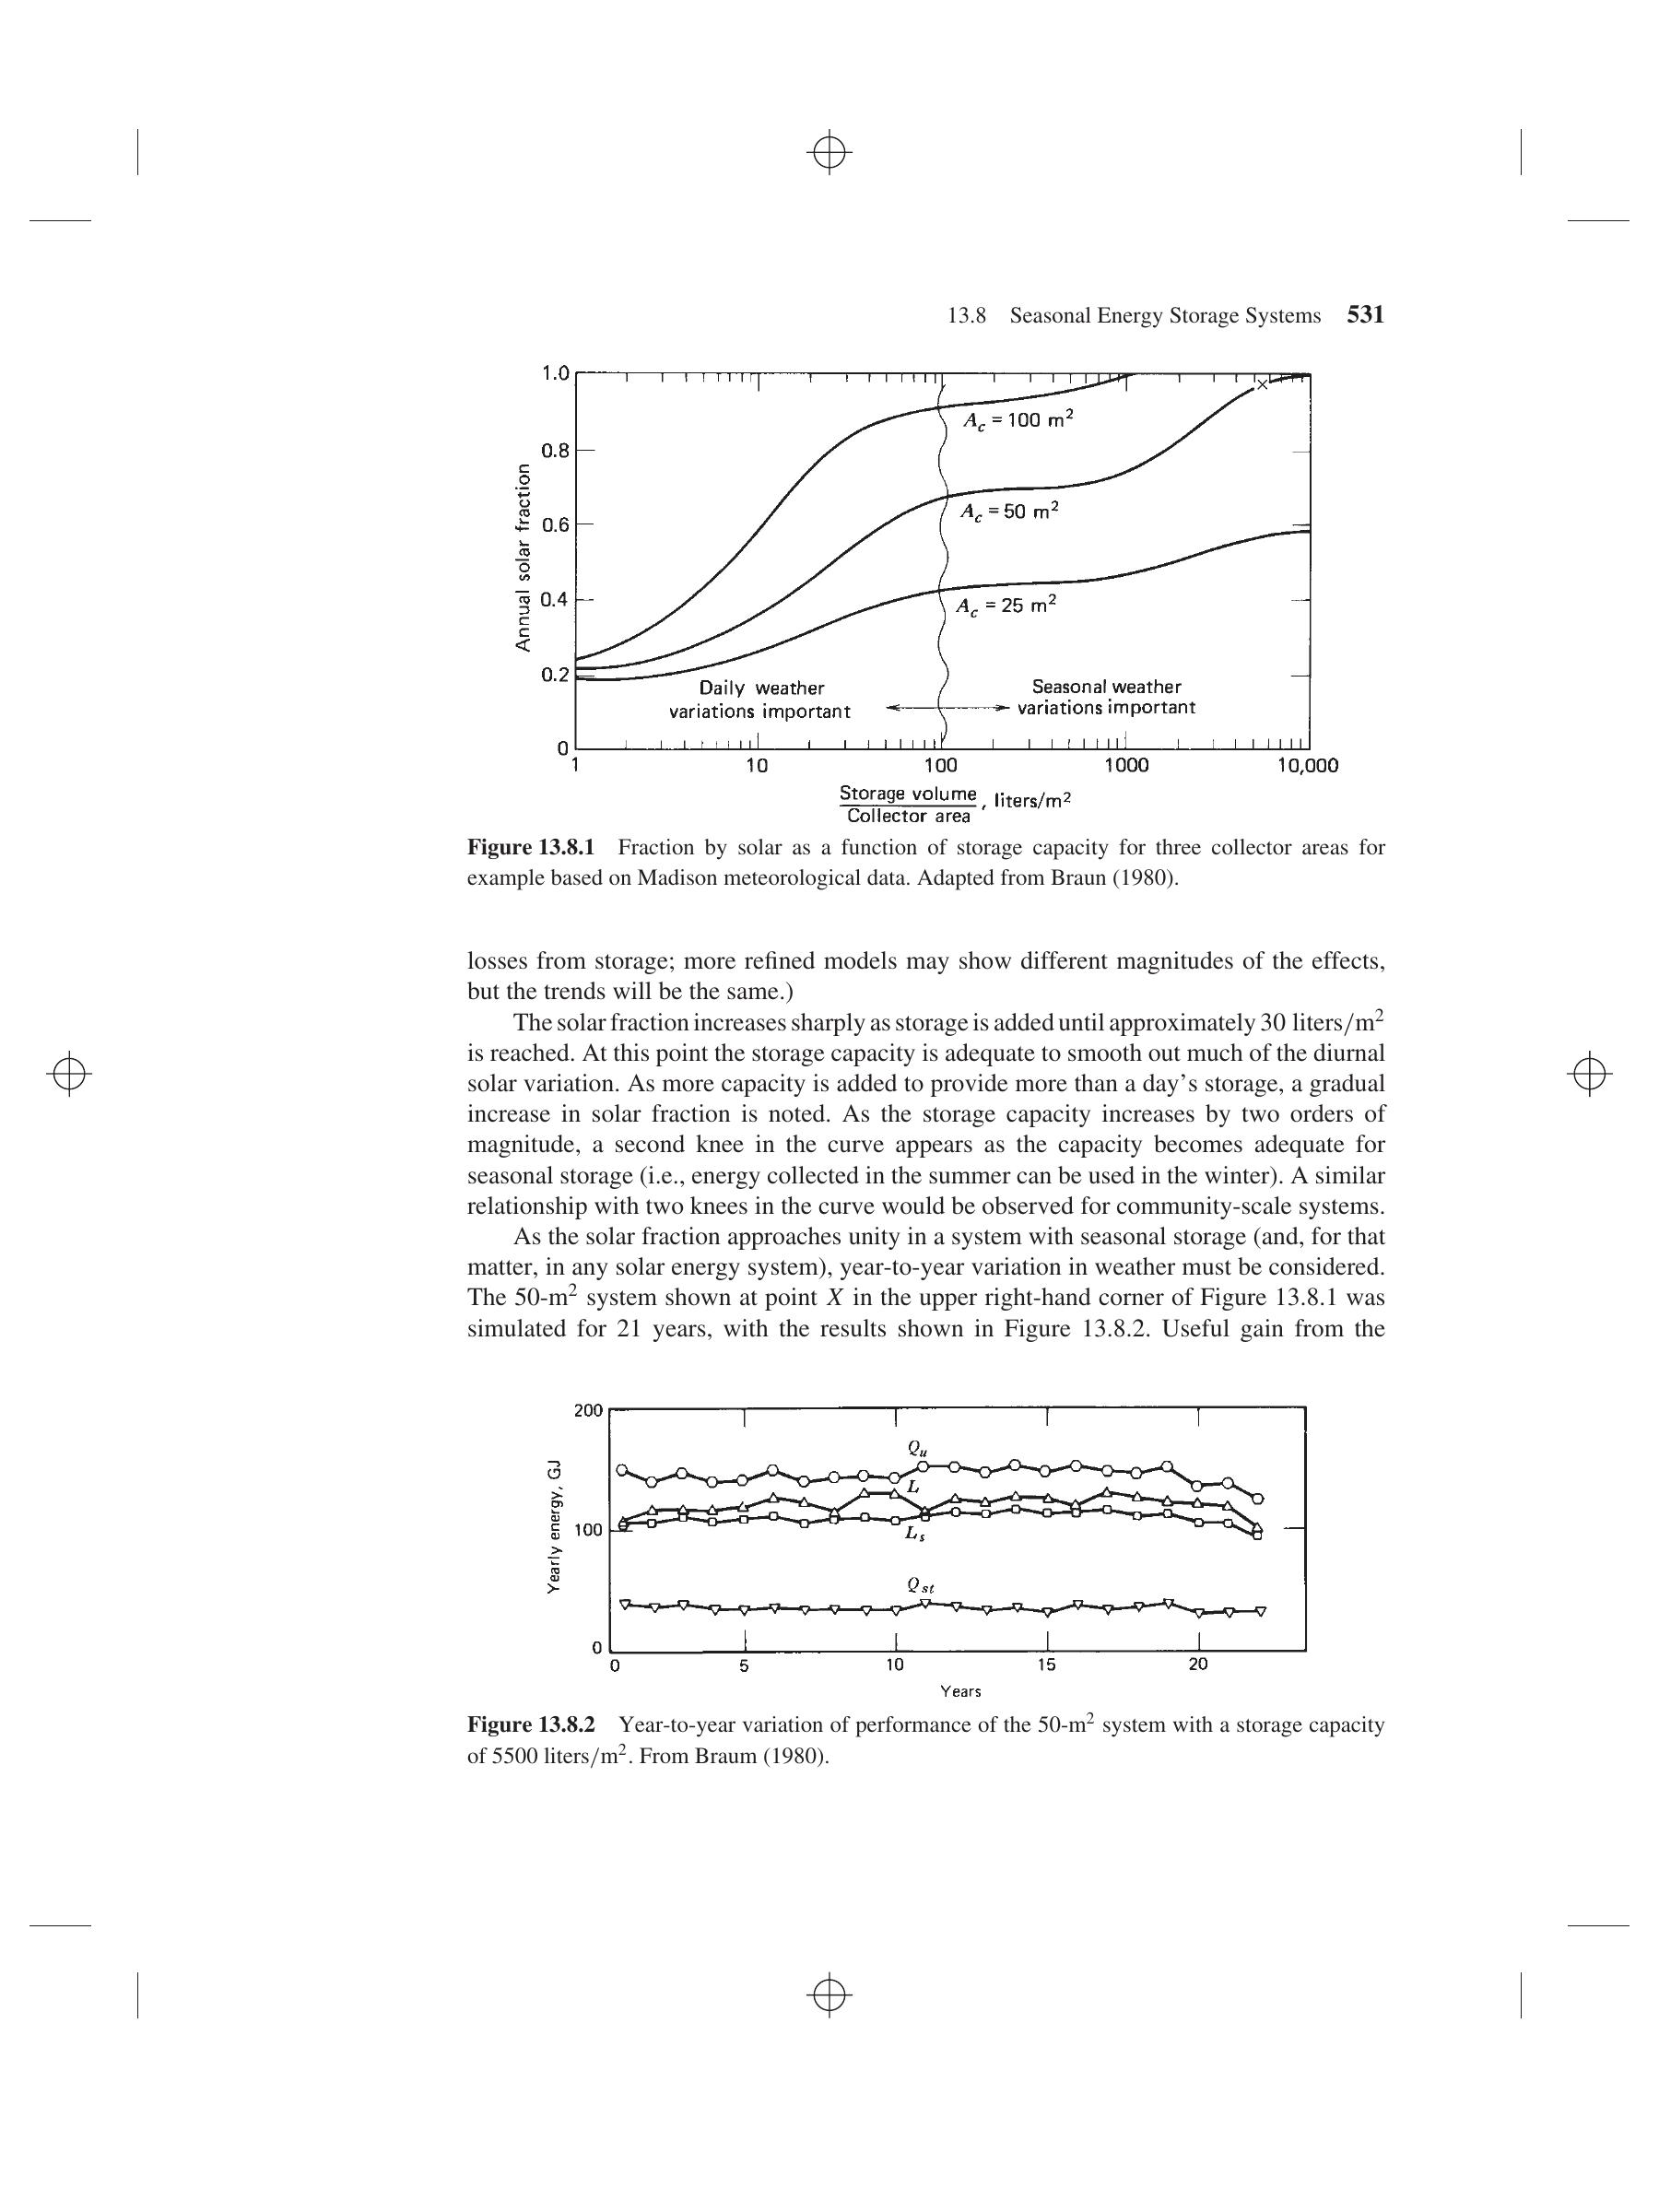 13.8 Seasonal Energy Storage Systems 531
1.0
0.8
0.6
0.4
0.2
0
Annual solar fraction
A_c = 100 m²
A_c = 50 m²
A_c = 25 m²
Daily weather
variations important
Seasonal weather
variations important
1 10 100 1000 10,000
Storage volume
Collector area
, liters/m²
Figure 13.8.1 Fraction by solar as a function of storage capacity for three collector areas for
example based on Madison meteorological data. Adapted from Braun (1980).
losses from storage; more refined models may show different magnitudes of the effects,
but the trends will be the same.)
The solar fraction increases sharply as storage is added until approximately 30 liters/m²
is reached. At this point the storage capacity is adequate to smooth out much of the diurnal
solar variation. As more capacity is added to provide more than a day's storage, a gradual
increase in solar fraction is noted. As the storage capacity increases by two orders of
magnitude, a second knee in the curve appears as the capacity becomes adequate for
seasonal storage (i.e., energy collected in the summer can be used in the winter). A similar
relationship with two knees in the curve would be observed for community-scale systems.
As the solar fraction approaches unity in a system with seasonal storage (and, for that
matter, in any solar energy system), year-to-year variation in weather must be considered.
The 50-m² system shown at point X in the upper right-hand corner of Figure 13.8.1 was
simulated for 21 years, with the results shown in Figure 13.8.2. Useful gain from the
200
100
0
Yearly energy, GJ
Q_u
L
L_s
Q_st
0 5 10 15 20
Years
Figure 13.8.2 Year-to-year variation of performance of the 50-m² system with a storage capacity
of 5500 liters/m². From Braum (1980).